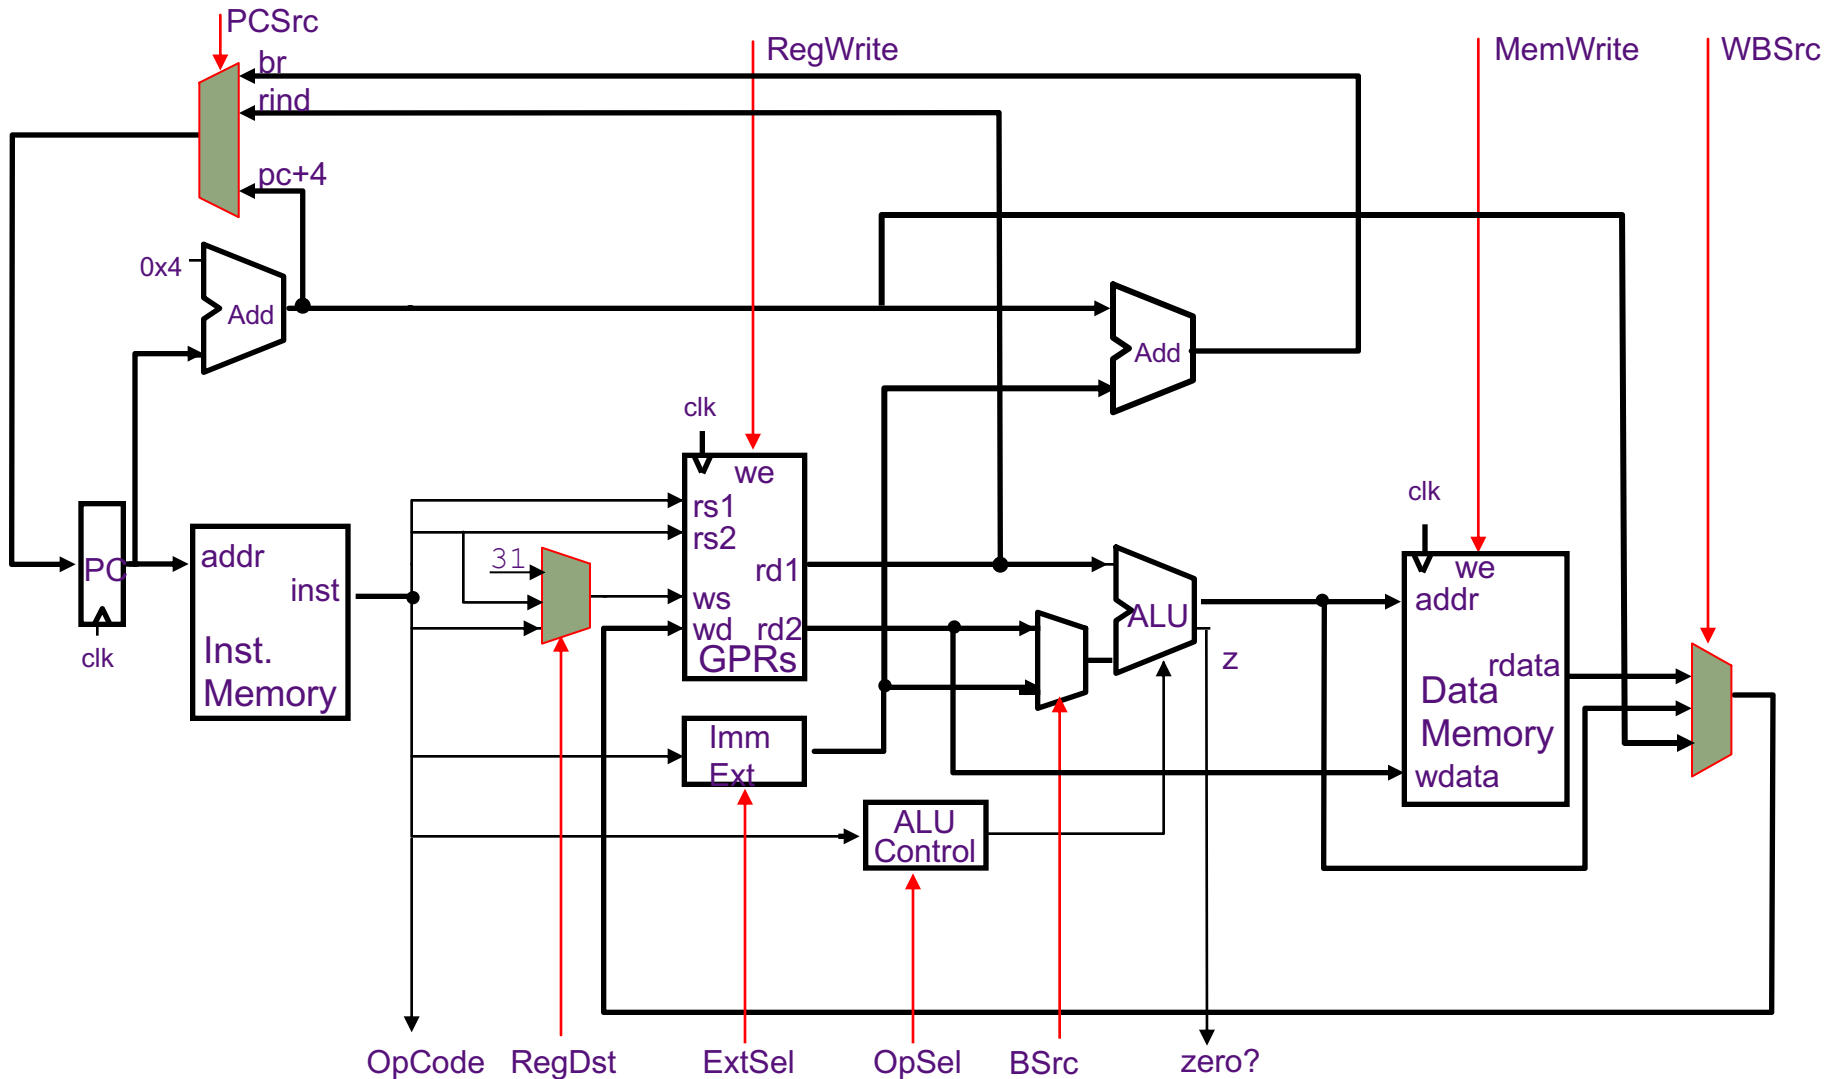 PCSrc
RegWrite
MemWrite
WBSrc
br
rind
pc+4
0x4
Add
Add
clk
we
rs1
rs2
rd1
ws
wd
rd2
GPRs
31
PC
clk
addr
inst
Inst.
Memory
ALU
z
clk
we
addr
rdata
Data
Memory
wdata
Imm
Ext
ALU
Control
OpCode
RegDst
ExtSel
OpSel
BSrc
zero?